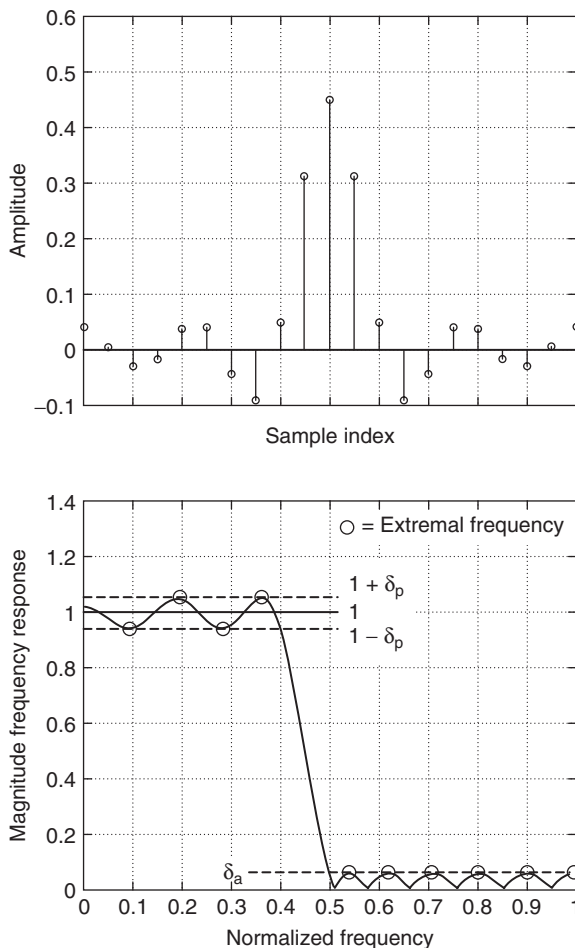 0.6
0.5
0.4
0.3
0.2
0.1
0
−0.1
Amplitude
Sample index
1.4
1.2
1
0.8
0.6
0.4
0.2
0
Magnitude frequency response
= Extremal frequency
1 + δp
1
1 − δp
δa
0 0.1 0.2 0.3 0.4 0.5 0.6 0.7 0.8 0.9 1
Normalized frequency